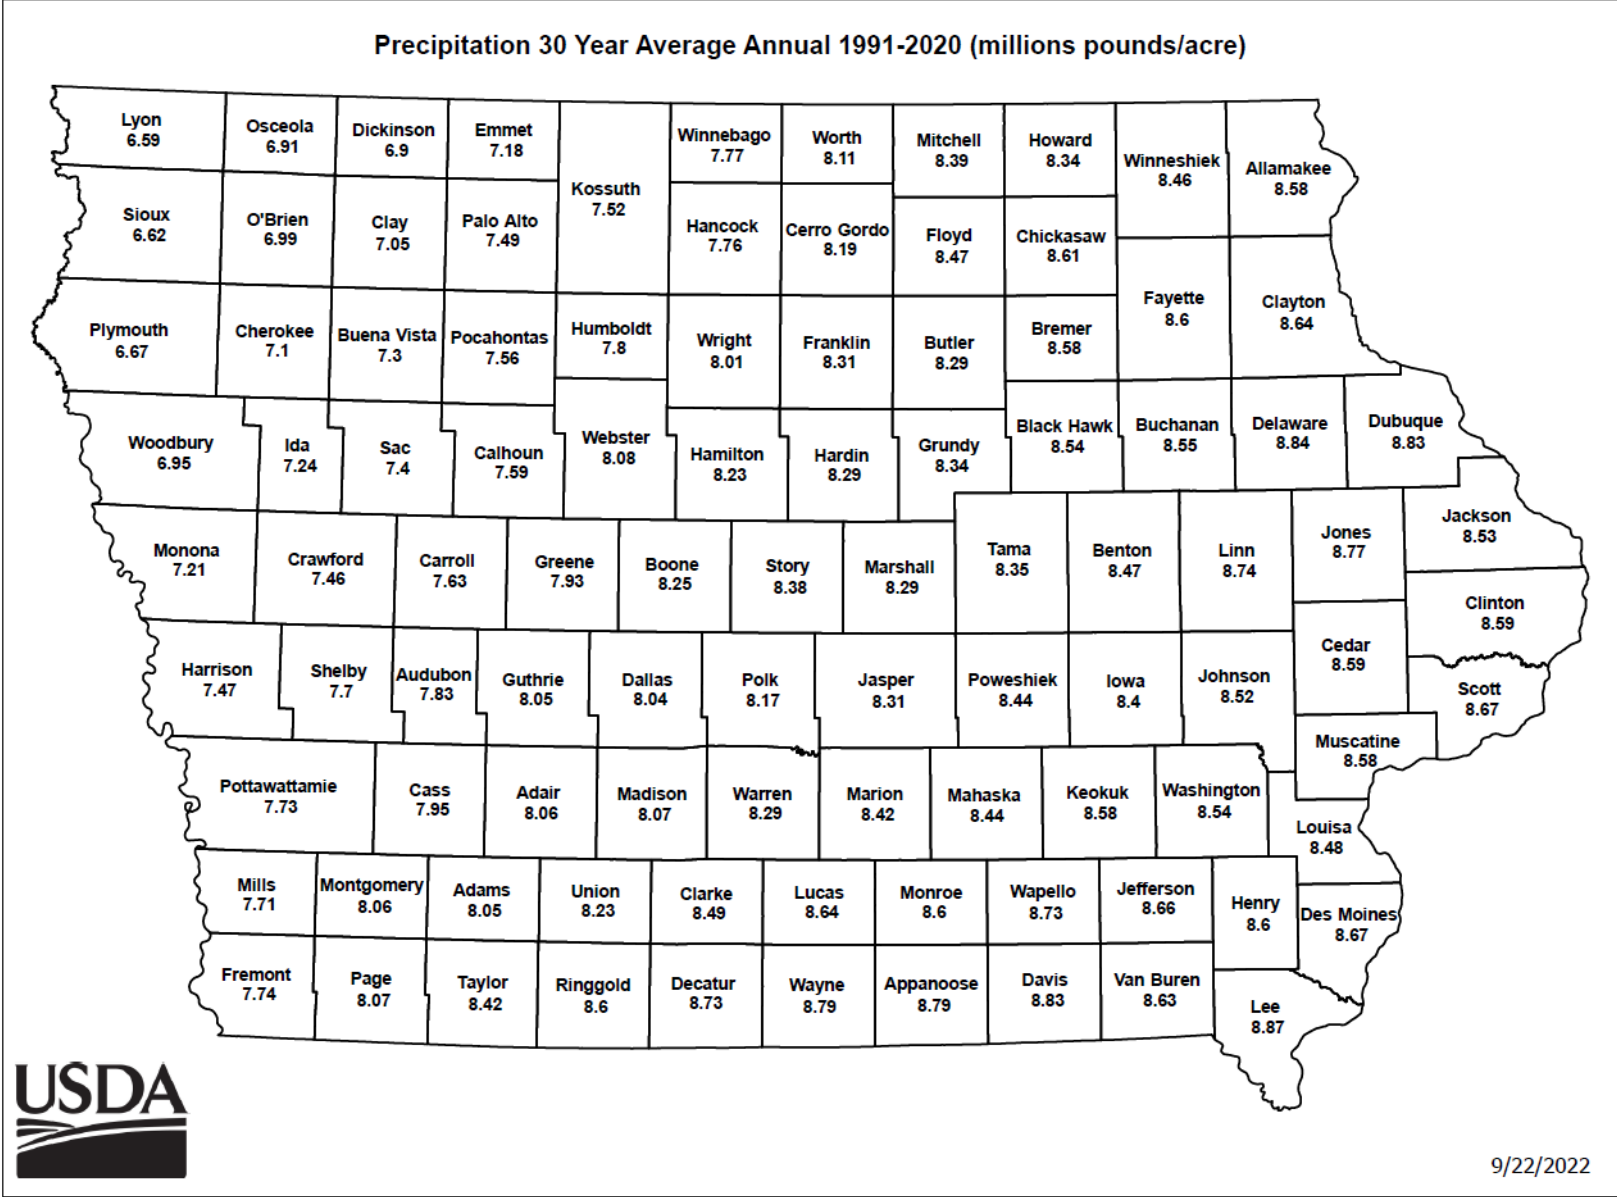 Precipitation 30 Year Average Annual 1991-2020 (millions pounds/acre)
Lyon
6.59
Osceola
6.91
Dickinson
6.9
Emmet
7.18
Kossuth
7.52
Winnebago
7.77
Worth
8.11
Mitchell
8.39
Howard
8.34
Winneshiek
8.46
Allamakee
8.58
Sioux
6.62
O'Brien
6.99
Clay
7.05
Palo Alto
7.49
Hancock
7.76
Cerro Gordo
8.19
Floyd
8.47
Chickasaw
8.61
Fayette
8.6
Clayton
8.64
Plymouth
6.67
Cherokee
7.1
Buena Vista
7.3
Pocahontas
7.56
Humboldt
7.8
Wright
8.01
Franklin
8.31
Butler
8.29
Bremer
8.58
Woodbury
6.95
Ida
7.24
Sac
7.4
Calhoun
7.59
Webster
8.08
Hamilton
8.23
Hardin
8.29
Grundy
8.34
Black Hawk
8.54
Buchanan
8.55
Delaware
8.84
Dubuque
8.83
Monona
7.21
Crawford
7.46
Carroll
7.63
Greene
7.93
Boone
8.25
Story
8.38
Marshall
8.29
Tama
8.35
Benton
8.47
Linn
8.74
Jones
8.77
Jackson
8.53
Clinton
8.59
Harrison
7.47
Shelby
7.7
Audubon
7.83
Guthrie
8.05
Dallas
8.04
Polk
8.17
Jasper
8.31
Poweshiek
8.44
Iowa
8.4
Johnson
8.52
Cedar
8.59
Scott
8.67
Muscatine
8.58
Pottawattamie
7.73
Cass
7.95
Adair
8.06
Madison
8.07
Warren
8.29
Marion
8.42
Mahaska
8.44
Keokuk
8.58
Washington
8.54
Louisa
8.48
Mills
7.71
Montgomery
8.06
Adams
8.05
Union
8.23
Clarke
8.49
Lucas
8.64
Monroe
8.6
Wapello
8.73
Jefferson
8.66
Henry
8.6
Des Moines
8.67
Fremont
7.74
Page
8.07
Taylor
8.42
Ringgold
8.6
Decatur
8.73
Wayne
8.79
Appanoose
8.79
Davis
8.83
Van Buren
8.63
Lee
8.87
USDA
9/22/2022